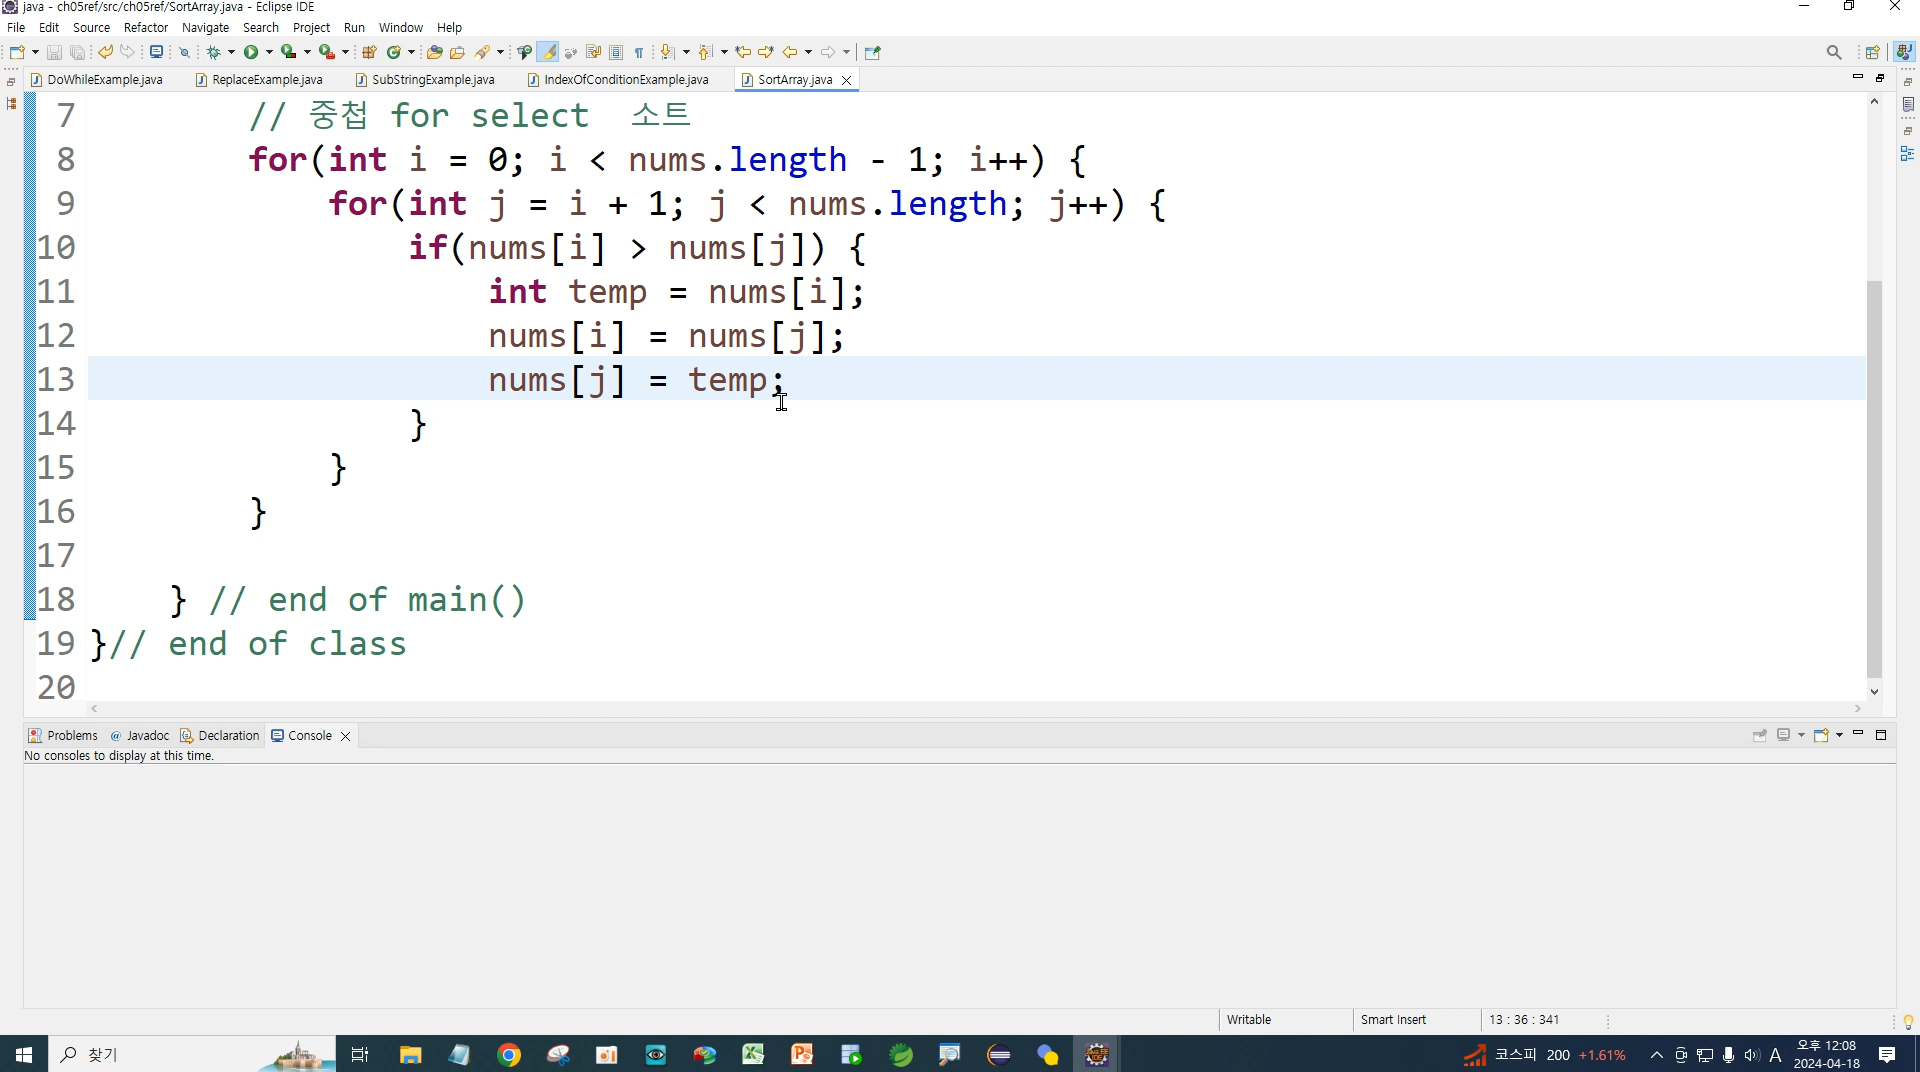 java - ch05ref/src/ch05ref/SortArray.java - Eclipse IDE
File Edit Source Refactor Navigate Search Project Run Window Help
DoWhileExample.java ReplaceExample.java SubStringExample.java IndexOfConditionExample.java SortArray.java
7 // 중첩 for select 소트
8 for(int i = 0; i < nums.length - 1; i++) {
9 for(int j = i + 1; j < nums.length; j++) {
10 if(nums[i] > nums[j]) {
11 int temp = nums[i];
12 nums[i] = nums[j];
13 nums[j] = temp;
14 }
15 }
16 }
17
18 } // end of main()
19 }// end of class
20
Problems @ Javadoc Declaration Console
No consoles to display at this time.
Writable Smart Insert 13 : 36 : 341
찾기 코스피 200 +1.61% A 오후 12:08
2024-04-18